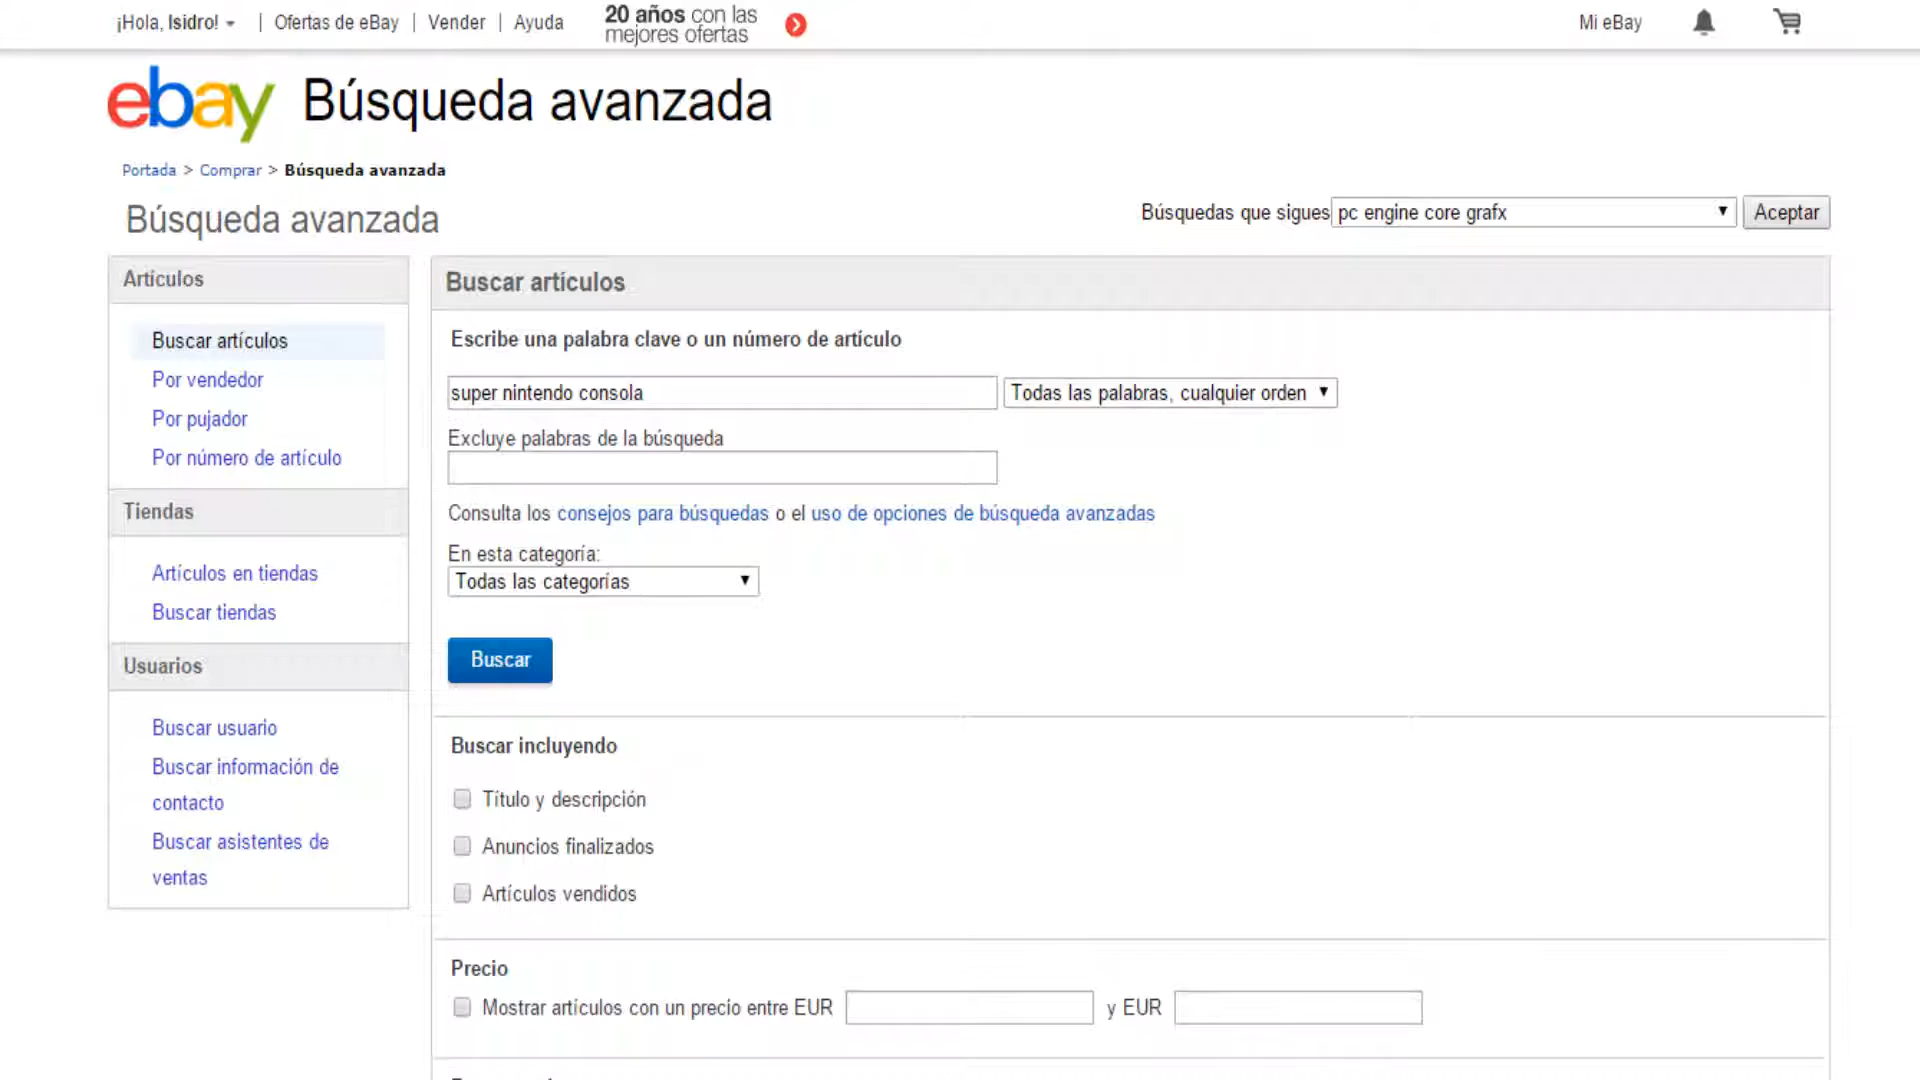 ¡Hola, Isidro! | Ofertas de eBay | Vender | Ayuda
20 años con las
mejores ofertas
Mi eBay
ebay Búsqueda avanzada
Portada > Comprar > Búsqueda avanzada
Búsqueda avanzada
Búsquedas que sigues pc engine core grafx Aceptar
Artículos
Buscar artículos
Por vendedor
Por pujador
Por número de artículo
Tiendas
Artículos en tiendas
Buscar tiendas
Usuarios
Buscar usuario
Buscar información de
contacto
Buscar asistentes de
ventas
Buscar artículos
Escribe una palabra clave o un número de artículo
super nintendo consola Todas las palabras, cualquier orden
Excluye palabras de la búsqueda
Consulta los consejos para búsquedas o el uso de opciones de búsqueda avanzadas
En esta categoría:
Todas las categorías
Buscar
Buscar incluyendo
Título y descripción
Anuncios finalizados
Artículos vendidos
Precio
Mostrar artículos con un precio entre EUR y EUR